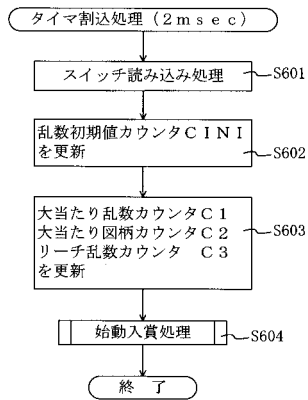 タイマ割込処理(2msec)
スイッチ読み込み処理
S601
乱数初期値カウンタCINI
を更新
S602
大当たり乱数カウンタC1
大当たり図柄カウンタC2
リーチ乱数カウンタ C3
を更新
S603
始動入賞処理
S604
終了